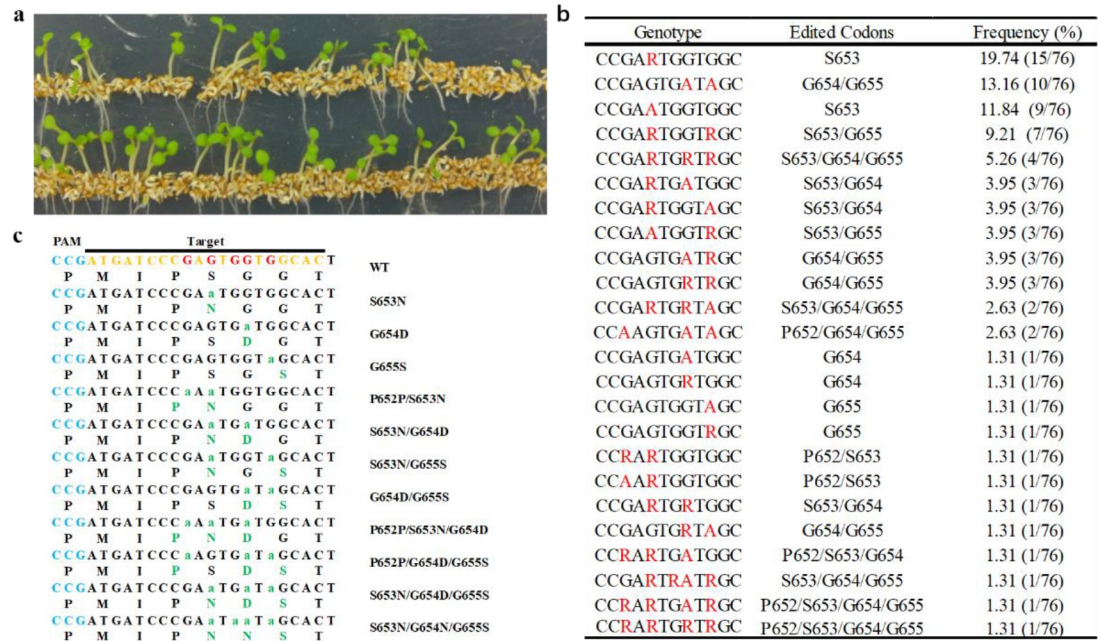 a
b
Genotype Edited Codons Frequency (%)
CCGARTGGTGGC S653 19.74 (15/76)
CCGAGTGATAGC G654/G655 13.16 (10/76)
CCGAATGGTGGC S653 11.84 (9/76)
CCGARTGGTRGC S653/G655 9.21 (7/76)
CCGARTGRTRGC S653/G654/G655 5.26 (4/76)
CCGARTGATGGC S653/G654 3.95 (3/76)
CCGARTGGTAGC S653/G654 3.95 (3/76)
CCGAATGGTRGC S653/G655 3.95 (3/76)
CCGAGTGATRGC G654/G655 3.95 (3/76)
CCGAGTGRTRGC G654/G655 3.95 (3/76)
CCGARTGRTAGC S653/G654/G655 2.63 (2/76)
CCAAGTGATAGC P652/G654/G655 2.63 (2/76)
CCGAGTGATGGC G654 1.31 (1/76)
CCGAGTGRTGGC G654 1.31 (1/76)
CCGAGTGGTAGC G655 1.31 (1/76)
CCGAGTGGTRGC G655 1.31 (1/76)
CCRARTGGTGGC P652/S653 1.31 (1/76)
CCAARTGGTGGC P652/S653 1.31 (1/76)
CCGARTGRTGGC S653/G654 1.31 (1/76)
CCGAGTGRTAGC G654/G655 1.31 (1/76)
CCRARTGATGGC P652/S653/G654 1.31 (1/76)
CCGARTRATRGC S653/G654/G655 1.31 (1/76)
CCRARTGATRGC P652/S653/G654/G655 1.31 (1/76)
CCRARTGRTRGC P652/S653/G654/G655 1.31 (1/76)
c
PAM Target
CCGATGATCCCGAGTGGTGGCACT
P M I P S G G T
WT
CCGATGATCCCGAaTGGTGGCACT
P M I P N G G T
S653N
CCGATGATCCCGAGTGaTGGCACT
P M I P S D G T
G654D
CCGATGATCCCGAGTGGTaGCACT
P M I P S G S T
G655S
CCGATGATCCCaAaTGGTGGCACT
P M I P N G G T
P652P/S653N
CCGATGATCCCGAaTGaTGGCACT
P M I P N D G T
S653N/G654D
CCGATGATCCCGAaTGGTaGCACT
P M I P N G S T
S653N/G655S
CCGATGATCCCGAGTGaTaGCACT
P M I P S D S T
G654D/G655S
CCGATGATCCCaAaTGaTGGCACT
P M I P N D G T
P652P/S653N/G654D
CCGATGATCCCaAGTGaTaGCACT
P M I P S D S T
P652P/G654D/G655S
CCGATGATCCCGAaTGaTaGCACT
P M I P N D S T
S653N/G654D/G655S
CCGATGATCCCGAaTaaTaGCACT
P M I P N N S T
S653N/G654N/G655S